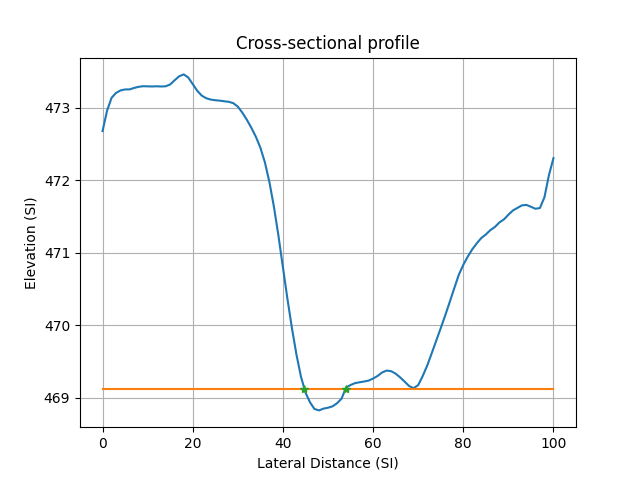 Cross-sectional profile
Elevation (SI)
473
472
471
470
469
0 20 40 60 80 100
Lateral Distance (SI)